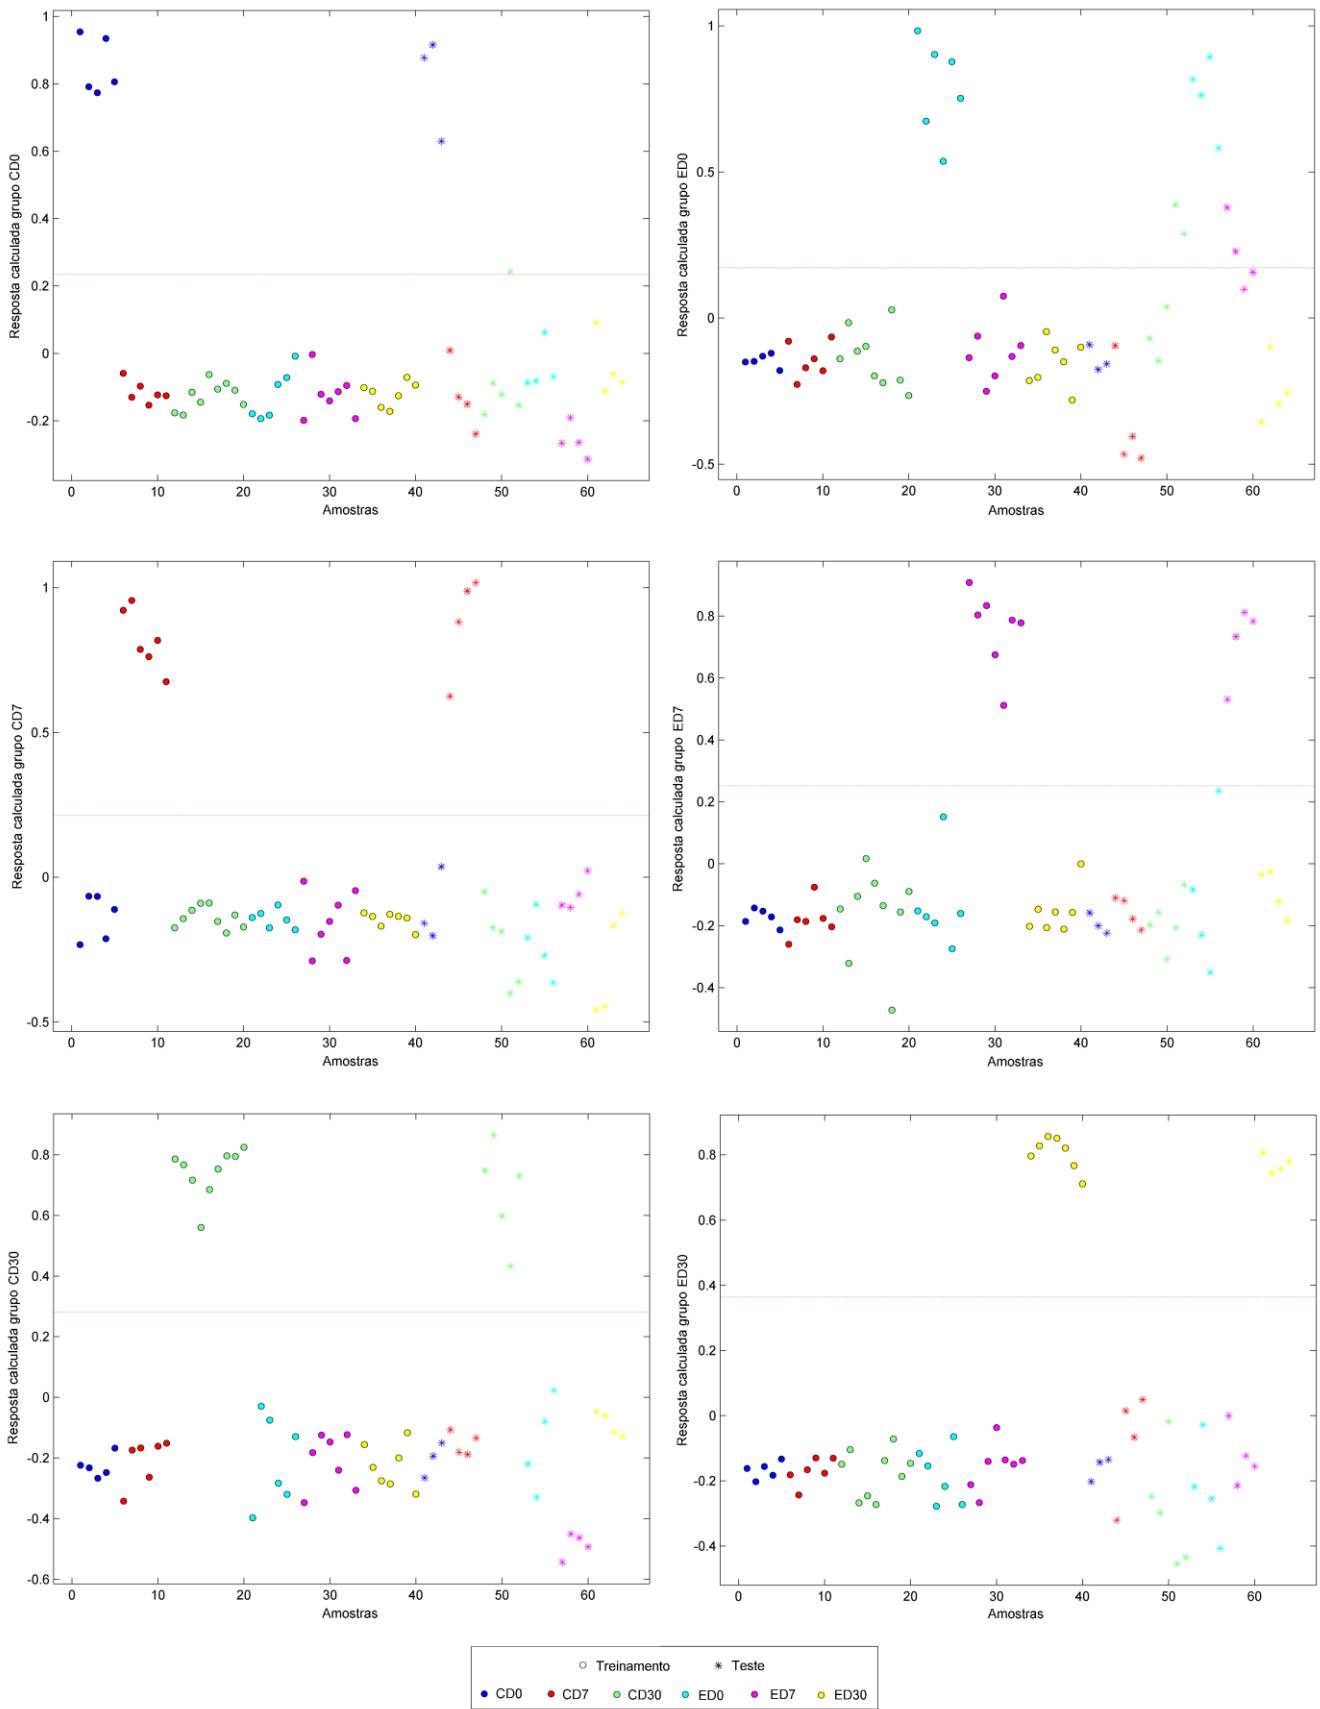 1
0.8
0.6
0.4
0.2
0
-0.2
0 10 20 30 40 50 60
Amostras
Resposta calculada grupo CD0
1
0.5
0
-0.5
0 10 20 30 40 50 60
Amostras
Resposta calculada grupo ED0
1
0.5
0
-0.5
0 10 20 30 40 50 60
Amostras
Resposta calculada grupo CD7
0.8
0.6
0.4
0.2
0
-0.2
-0.4
0 10 20 30 40 50 60
Amostras
Resposta calculada grupo ED7
0.8
0.6
0.4
0.2
0
-0.2
-0.4
-0.6
0 10 20 30 40 50 60
Amostras
Resposta calculada grupo CD30
0.8
0.6
0.4
0.2
0
-0.2
-0.4
0 10 20 30 40 50 60
Amostras
Resposta calculada grupo ED30
Treinamento Teste
CD0 CD7 CD30 ED0 ED7 ED30